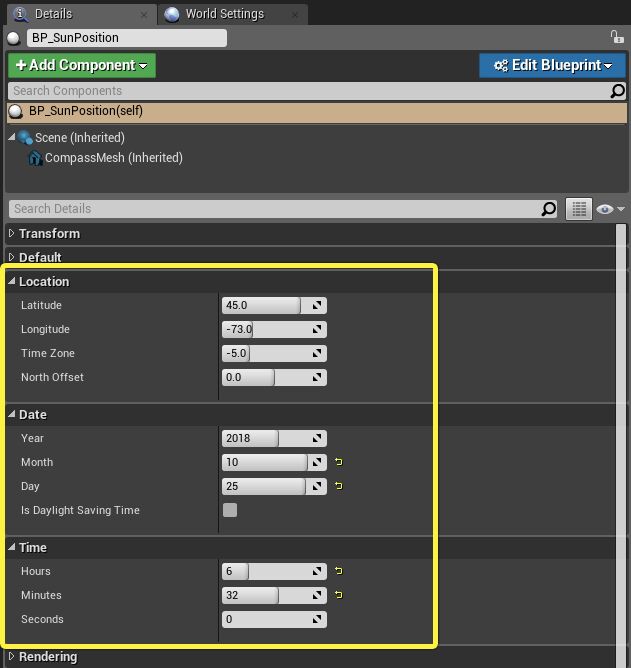 Details
World Settings
BP_SunPosition
+Add Component
Edit Blueprint
Search Components
BP_SunPosition(self)
Scene (Inherited)
CompassMesh (Inherited)
Search Details
Transform
Default
Location
Latitude 45.0
Longitude -73.0
Time Zone -5.0
North Offset 0.0
Date
Year 2018
Month 10
Day 25
Is Daylight Saving Time
Time
Hours 6
Minutes 32
Seconds 0
Rendering